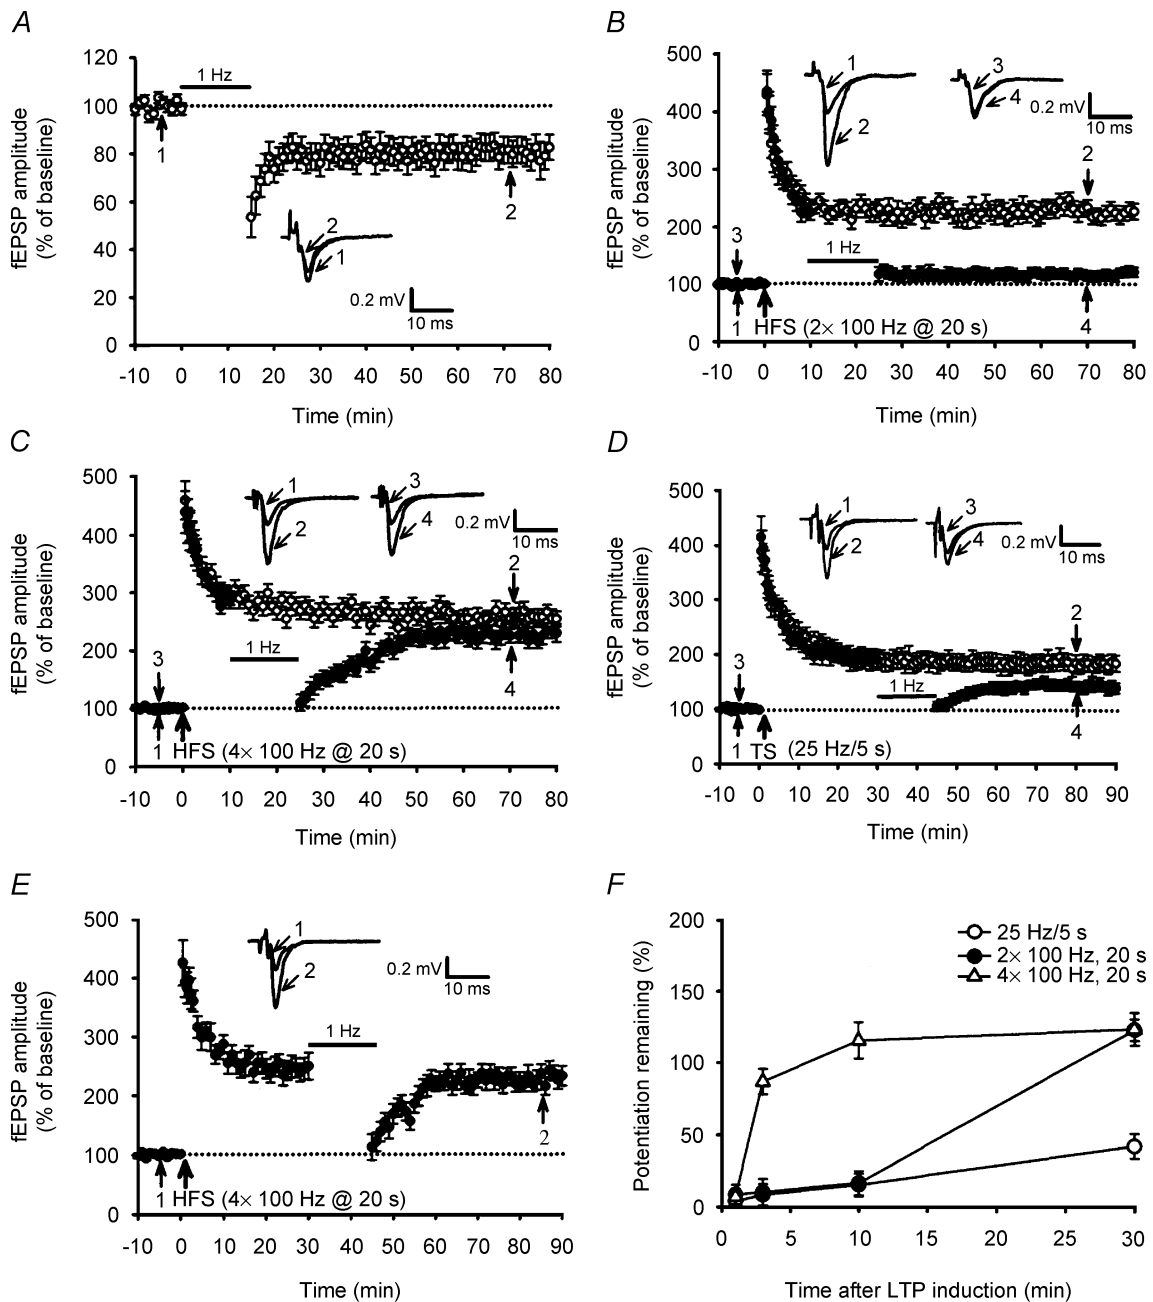 A
fEPSP amplitude
(% of baseline)
120
100
80
60
40
20
0
1 Hz
1
2
2
1
0.2 mV
10 ms
-10 0 10 20 30 40 50 60 70 80
Time (min)
B
fEPSP amplitude
(% of baseline)
500
400
300
200
100
0
1
2
3
4
0.2 mV
10 ms
2
1 Hz
3
1 HFS (2× 100 Hz @ 20 s)
4
-10 0 10 20 30 40 50 60 70 80
Time (min)
C
fEPSP amplitude
(% of baseline)
500
400
300
200
100
0
1
2
3
4
0.2 mV
10 ms
2
1 Hz
3
4
1 HFS (4× 100 Hz @ 20 s)
-10 0 10 20 30 40 50 60 70 80
Time (min)
D
fEPSP amplitude
(% of baseline)
500
400
300
200
100
0
1
2
3
4
0.2 mV
10 ms
2
1 Hz
3
4
1 TS (25 Hz/5 s)
-10 0 10 20 30 40 50 60 70 80 90
Time (min)
E
fEPSP amplitude
(% of baseline)
500
400
300
200
100
0
1
2
0.2 mV
10 ms
1 Hz
2
1 HFS (4× 100 Hz @ 20 s)
-10 0 10 20 30 40 50 60 70 80 90
Time (min)
F
Potentiation remaining (%)
200
150
100
50
0
25 Hz/5 s
2× 100 Hz, 20 s
4× 100 Hz, 20 s
0 5 10 15 20 25 30
Time after LTP induction (min)